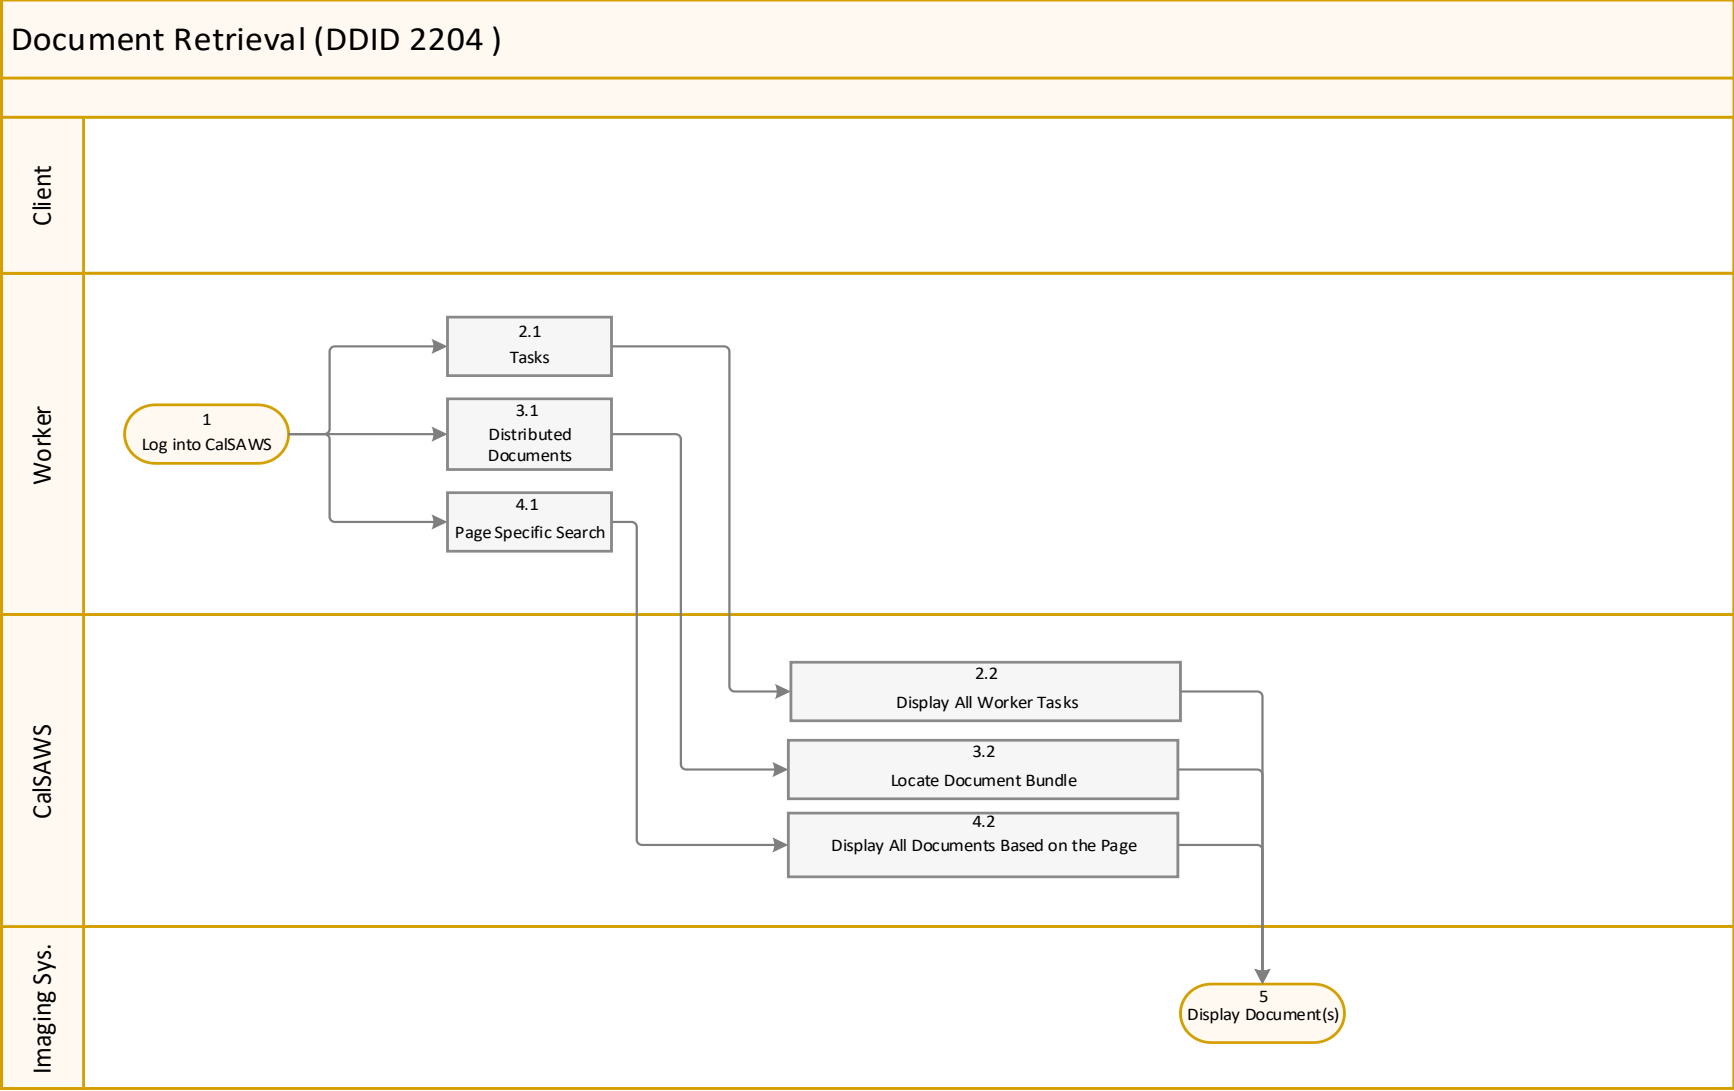 Document Retrieval (DDID 2204 )
Client
Worker
1
Log into CalSAWS
2.1
Tasks
3.1
Distributed
Documents
4.1
Page Specific Search
CalSAWS
2.2
Display All Worker Tasks
3.2
Locate Document Bundle
4.2
Display All Documents Based on the Page
Imaging Sys.
5
Display Document(s)